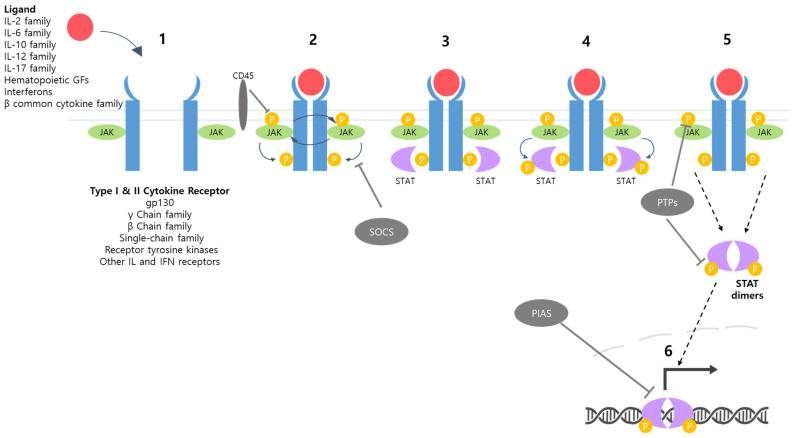 Ligand
IL-2 family
IL-6 family
IL-10 family
IL-12 family
IL-17 family
Hematopoietic GFs
Interferons
β common cytokine family
1
2
3
4
5
CD45
P
P
P
P
P
P
P
P
P
P
JAK
JAK
JAK
JAK
JAK
JAK
JAK
JAK
JAK
JAK
P
P
P
P
P
P
P
P
P
P
STAT
STAT
STAT
STAT
Type I & II Cytokine Receptor
gp130
γ Chain family
β Chain family
Single-chain family
Receptor tyrosine kinases
Other IL and IFN receptors
SOCS
PTPs
P
P
STAT
dimers
PIAS
6
P
P